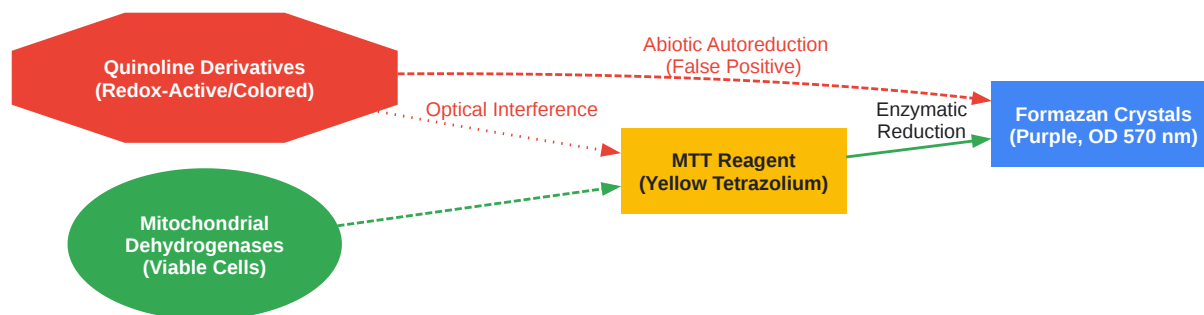 Quinoline Derivatives
(Redox-Active/Colored)
Abiotic Autoreduction
(False Positive)
Optical Interference
Enzymatic
Reduction
Formazan Crystals
(Purple, OD 570 nm)
MTT Reagent
(Yellow Tetrazolium)
Mitochondrial
Dehydrogenases
(Viable Cells)